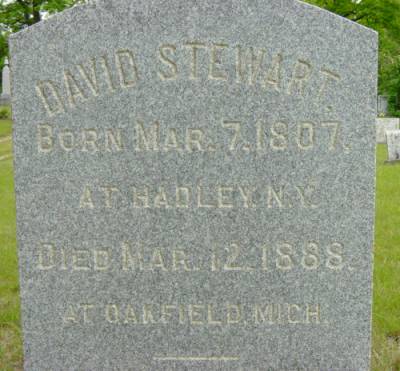 DAVID STEWART.
BORN MAR. 7. 1807.
AT HADLEY, N.Y.
DIED MAR. 12. 1888.
AT OAKFIELD, MICH.